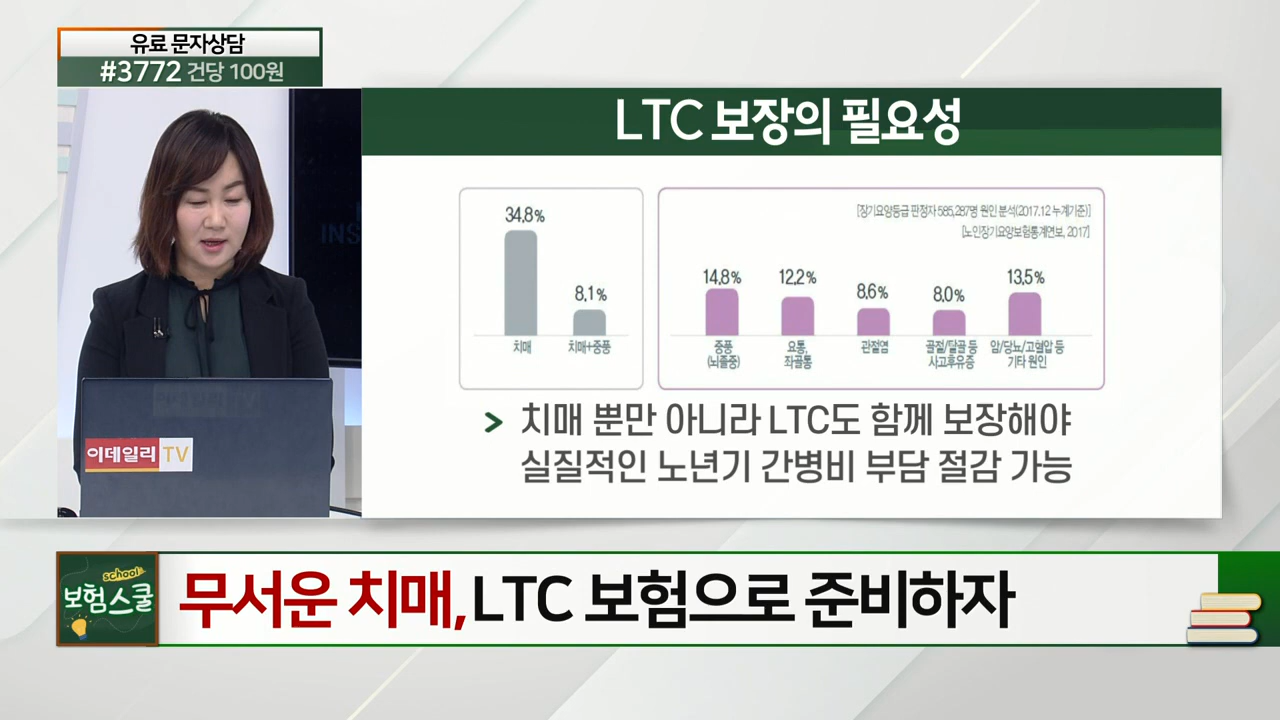 유료 문자상담
#3772 건당 100원
LTC 보장의 필요성
34,8%
8,1%
치매
치매+중풍
[장기요양등급 판정자 585,287명 원인 분석(2017.12 누계기준)]
[노인장기요양보험통계연보, 2017]
14,8%
12,2%
8,6%
8,0%
13,5%
중풍
(뇌졸중)
요통,
좌골통
관절염
골절/탈골 등
사고후유증
암/당뇨/고혈압 등
기타 원인
> 치매 뿐만 아니라 LTC도 함께 보장해야
실질적인 노년기 간병비 부담 절감 가능
이데일리 TV
school
보험스쿨
무서운 치매, LTC 보험으로 준비하자